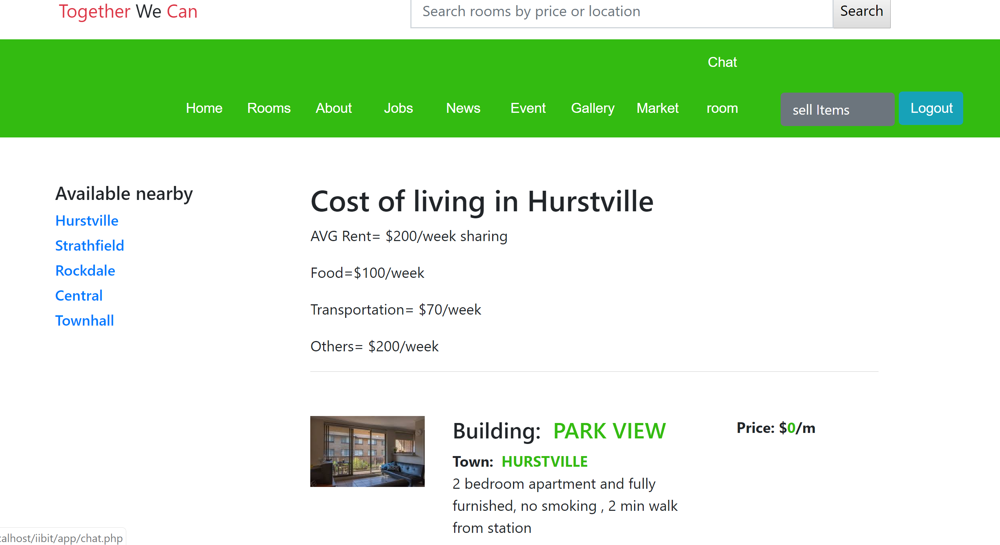 Together We Can
Search rooms by price or location
Search
Chat
Home Rooms About Jobs News Event Gallery Market room
sell Items
Logout
Available nearby
Hurstville
Strathfield
Rockdale
Central
Townhall
Cost of living in Hurstville
AVG Rent= $200/week sharing
Food=$100/week
Transportation= $70/week
Others= $200/week
Building: PARK VIEW
Town: HURSTVILLE
2 bedroom apartment and fully
furnished, no smoking , 2 min walk
from station
Price: $0/m
calhost/iibit/app/chat.php